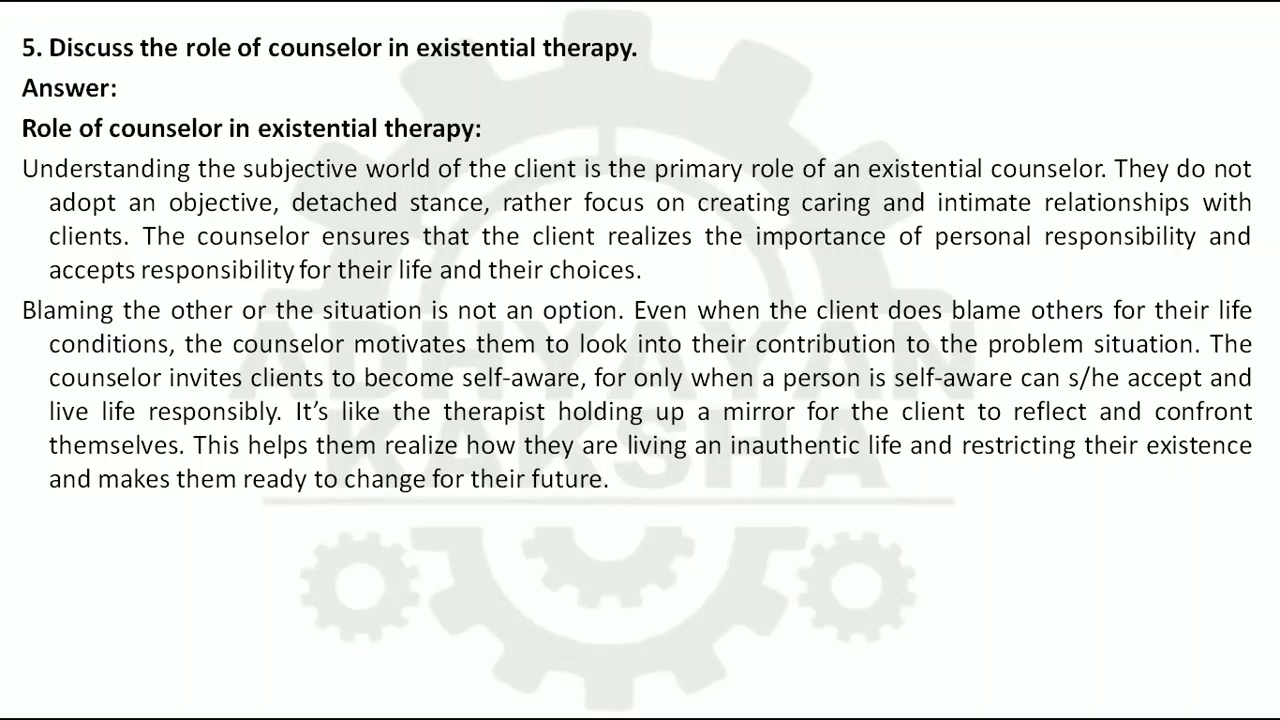 5. Discuss the role of counselor in existential therapy.
Answer:
Role of counselor in existential therapy:
Understanding the subjective world of the client is the primary role of an existential counselor. They do not
adopt an objective, detached stance, rather focus on creating caring and intimate relationships with
clients. The counselor ensures that the client realizes the importance of personal responsibility and
accepts responsibility for their life and their choices.
Blaming the other or the situation is not an option. Even when the client does blame others for their life
conditions, the counselor motivates them to look into their contribution to the problem situation. The
counselor invites clients to become self-aware, for only when a person is self-aware can s/he accept and
live life responsibly. It’s like the therapist holding up a mirror for the client to reflect and confront
themselves. This helps them realize how they are living an inauthentic life and restricting their existence
and makes them ready to change for their future.
ADHYAYAN
KAKSHA